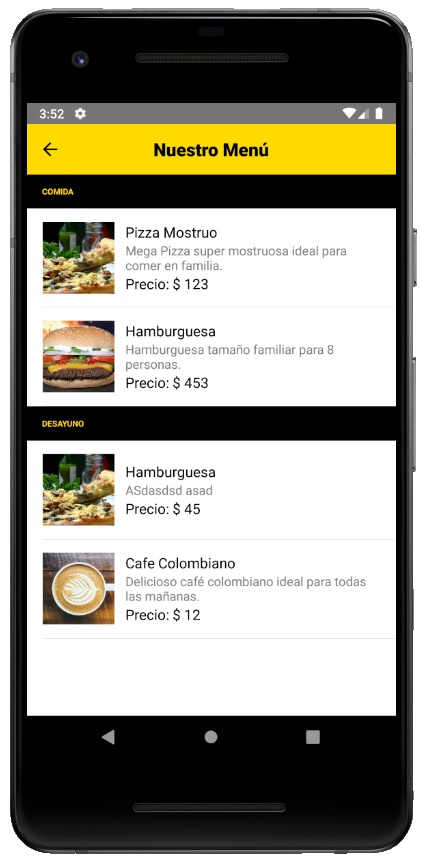 3:52
Nuestro Menú
COMIDA
Pizza Mostruo
Mega Pizza super mostruosa ideal para
comer en familia.
Precio: $ 123
Hamburguesa
Hamburguesa tamaño familiar para 8
personas.
Precio: $ 453
DESAYUNO
Hamburguesa
ASdasdsd asad
Precio: $ 45
Cafe Colombiano
Delicioso café colombiano ideal para todas
las mañanas.
Precio: $ 12